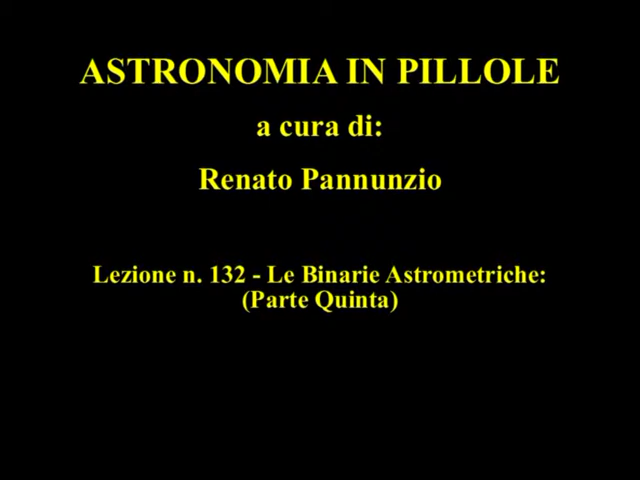 ASTRONOMIA IN PILLOLE
a cura di:
Renato Pannunzio
Lezione n. 132 - Le Binarie Astrometriche:
(Parte Quinta)